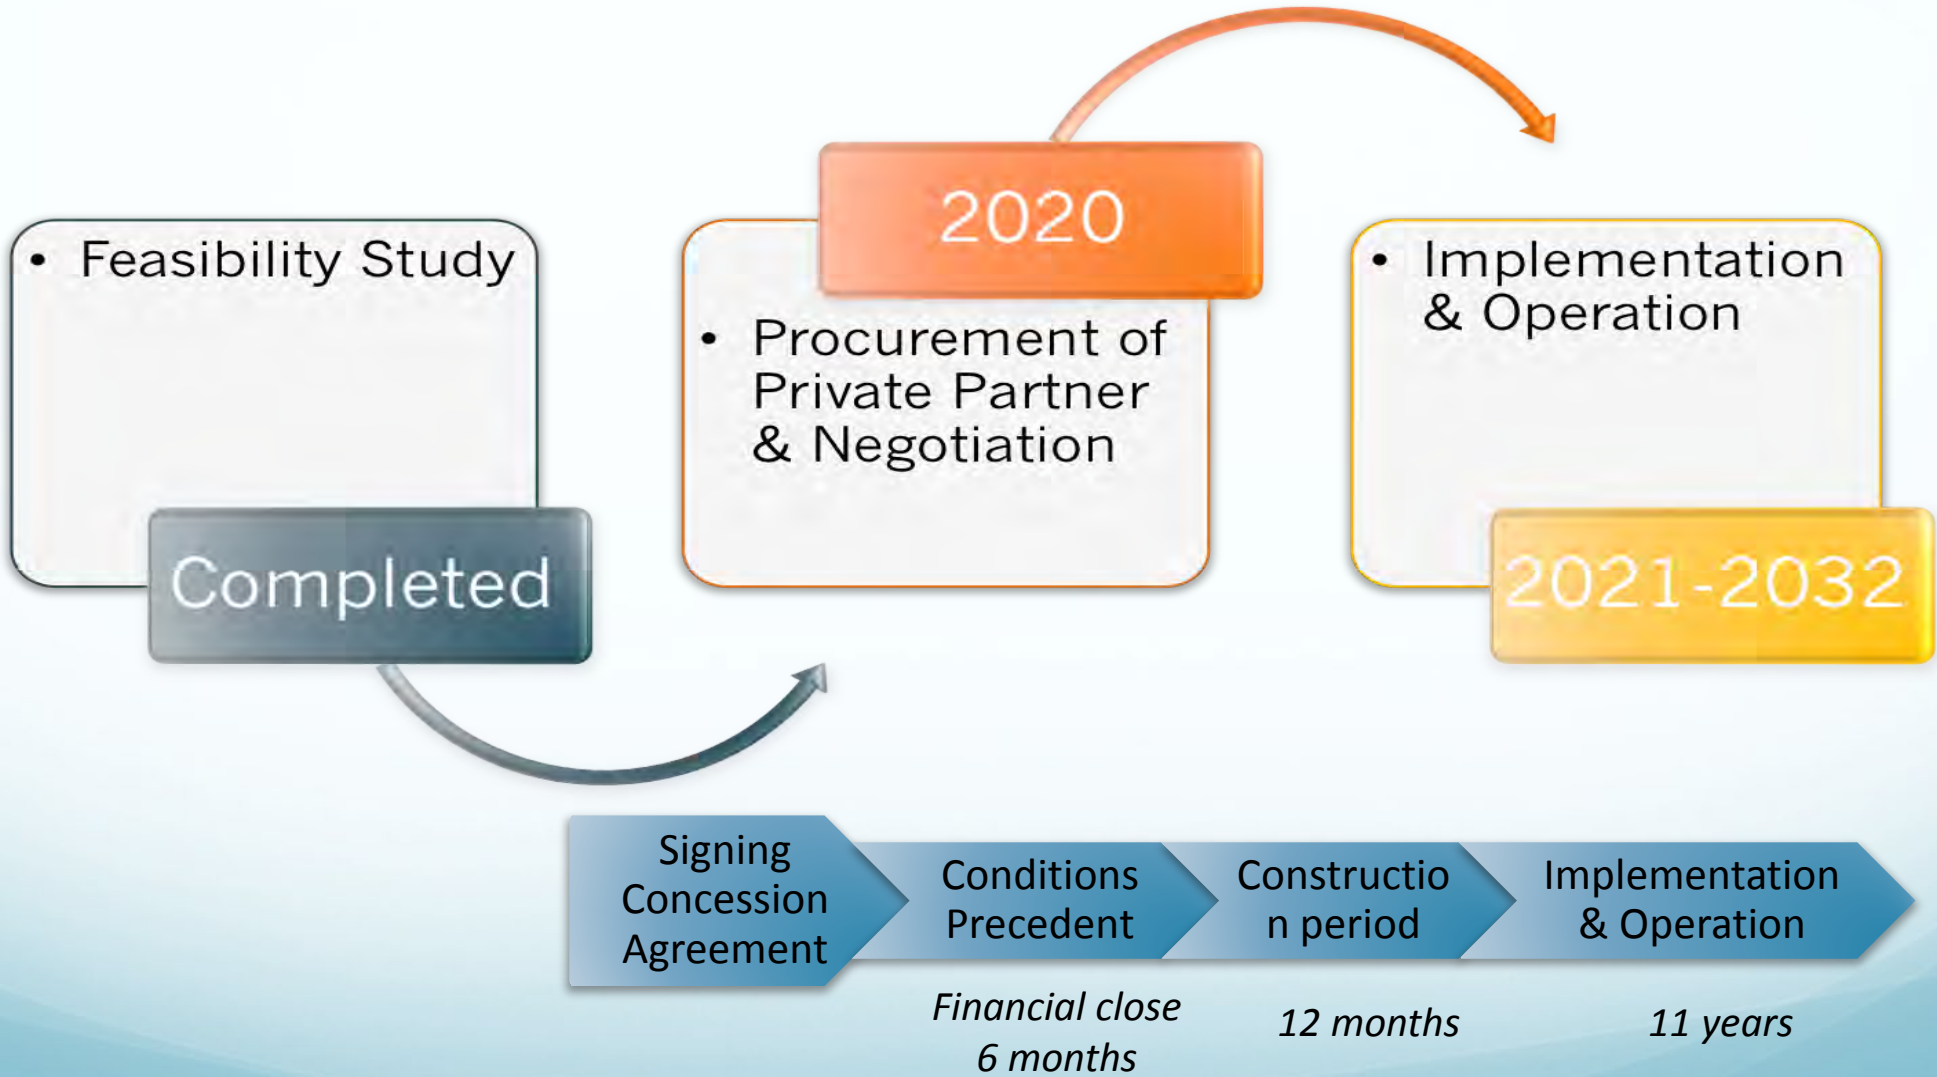 • Feasibility Study
Completed
2020
• Procurement of
Private Partner
& Negotiation
• Implementation
& Operation
2021-2032
Signing
Concession
Agreement
Conditions
Precedent
Constructio
n period
Implementation
& Operation
Financial close
6 months
12 months
11 years